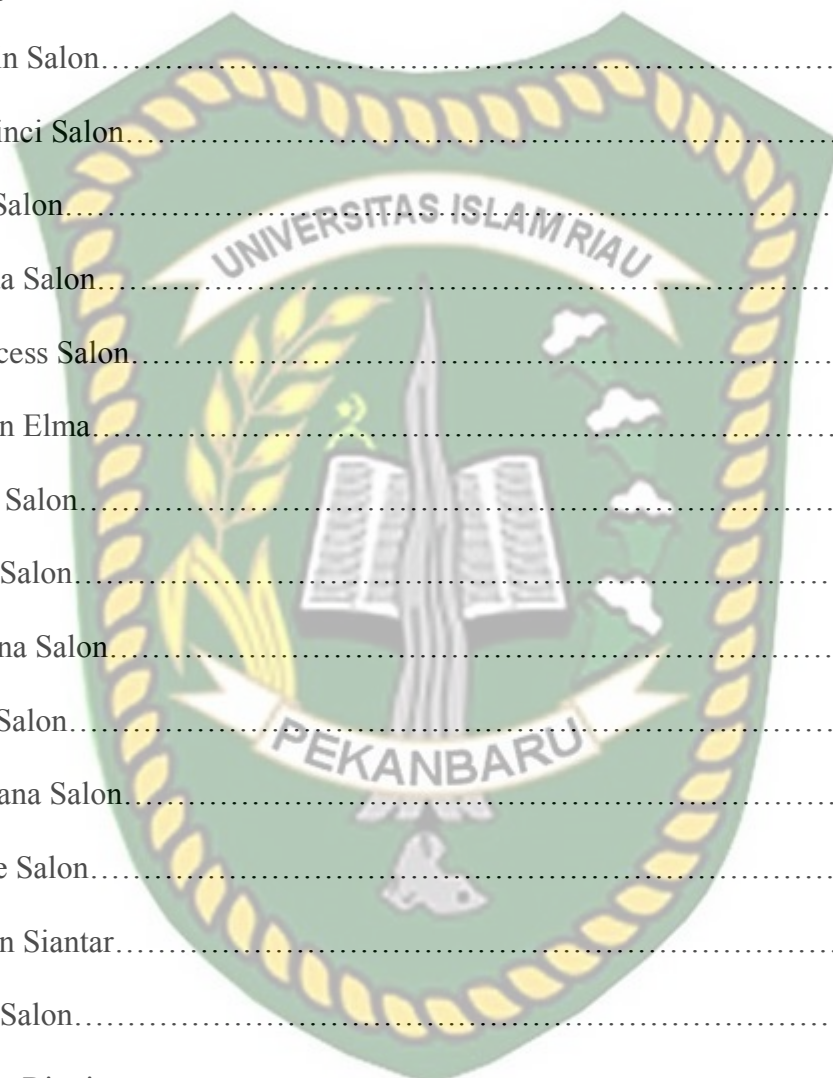 n Salon
inci Salon
Salon
UNIVERSITAS ISLAM RIAU
a Salon
cess Salon
n Elma
Salon
Salon
na Salon
Salon
PEKANBARU
ana Salon
e Salon
n Siantar
Salon